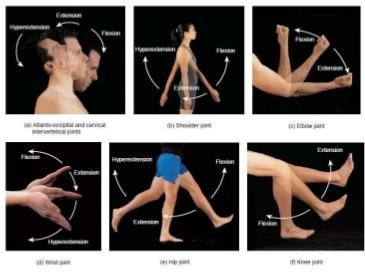 Extension
Hyperextension
Flexion
(a) Atlanto-occipital and cervical
intervertebral joints
Hyperextension
Flexion
Extension
(b) Shoulder joint
Flexion
Extension
(c) Elbow joint
Flexion
Extension
Hyperextension
(d) Wrist joint
Hyperextension
Flexion
Extension
(e) Hip joint
Extension
Flexion
(f) Knee joint